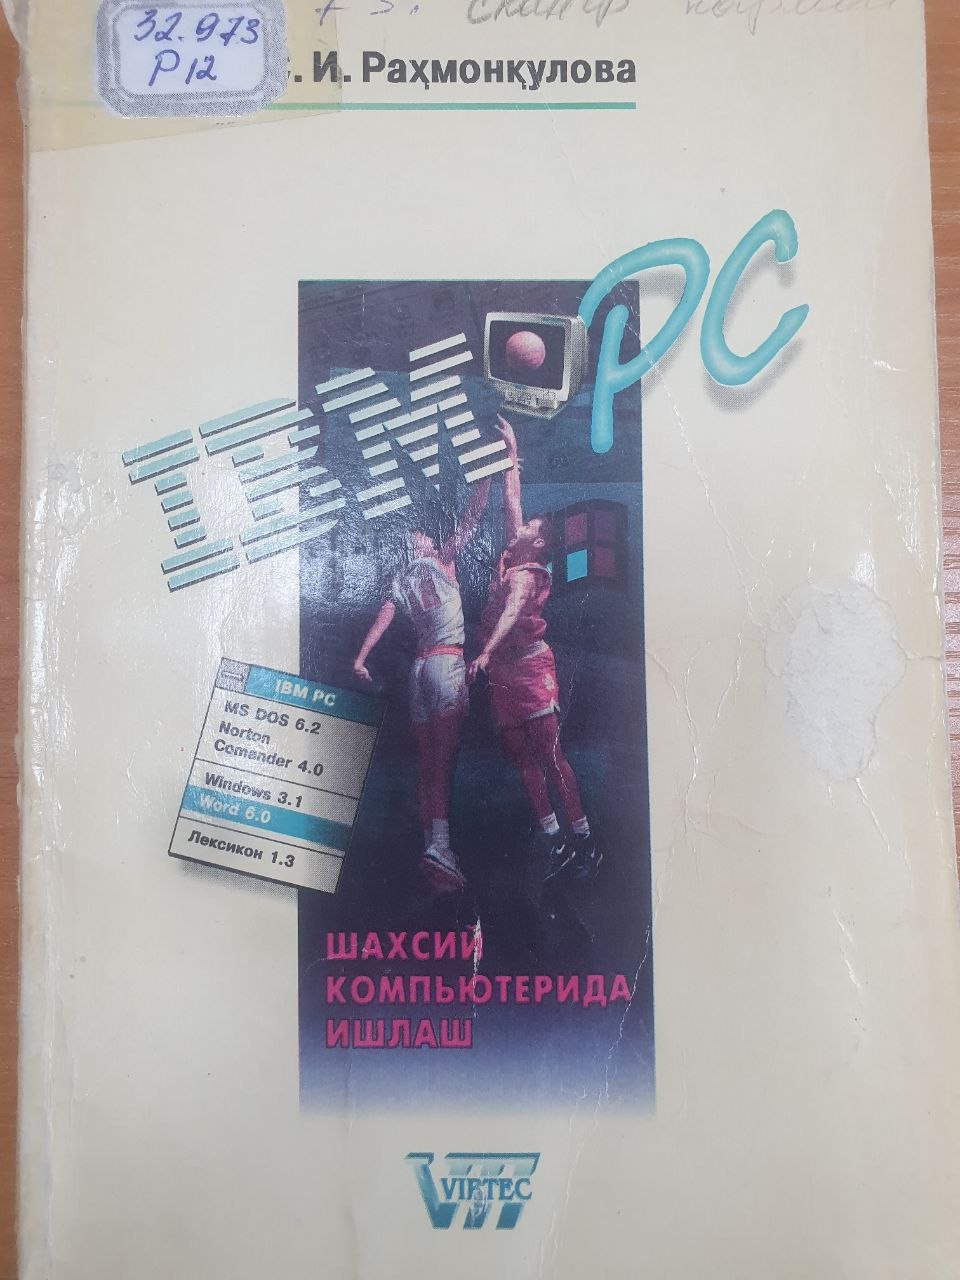 32.973
Р12
С. И. Раҳмонқулова
IBM PC
IBM PC
MS DOS 6.2
Norton
Comander 4.0
Windows 3.1
Word 6.0
Лексикон 1.3
ШАХСИЙ
КОМПЬЮТЕРИДА
ИШЛАШ
VIRTEC